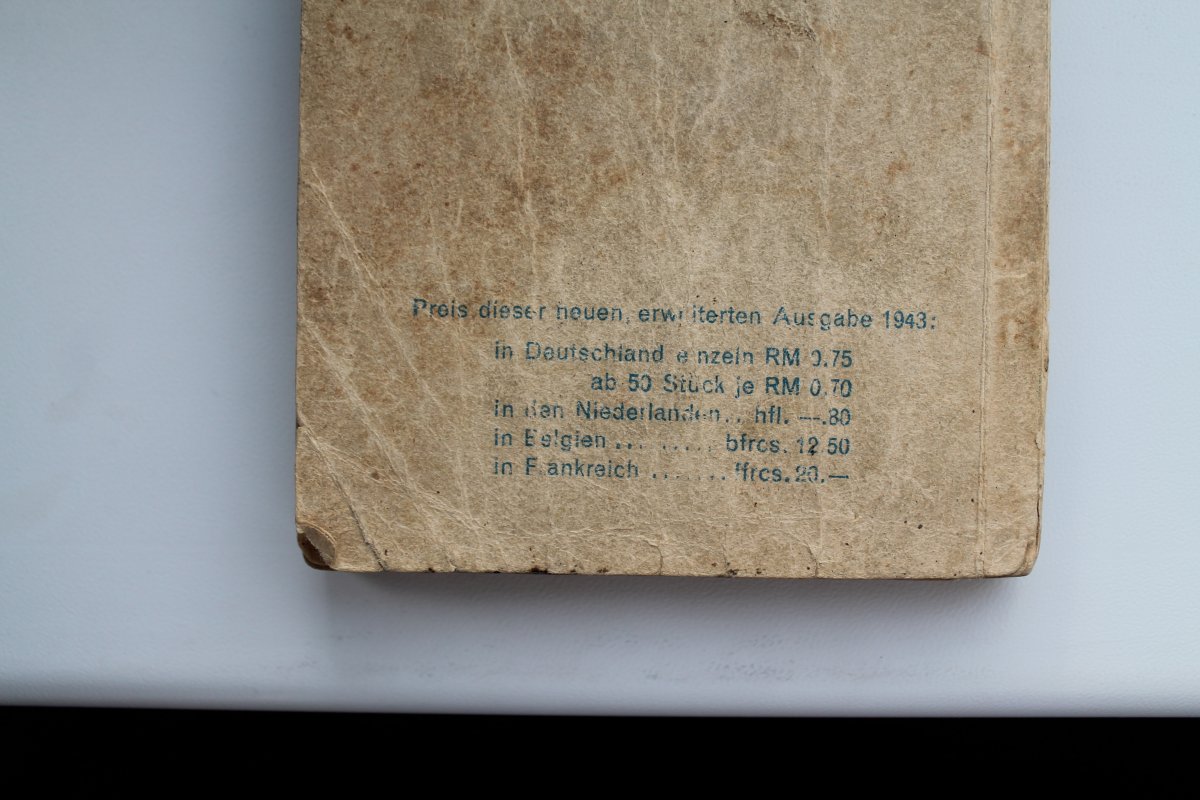 Preis dieser neuen, erweiterten Ausgabe 1943:
in Deutschland einzeln RM 0.75
ab 50 Stück je RM 0.70
in den Niederlanden.. hfl. —.80
in Belgien ......... bfrcs. 12.50
in Frankreich ....... ffrcs. 20.—